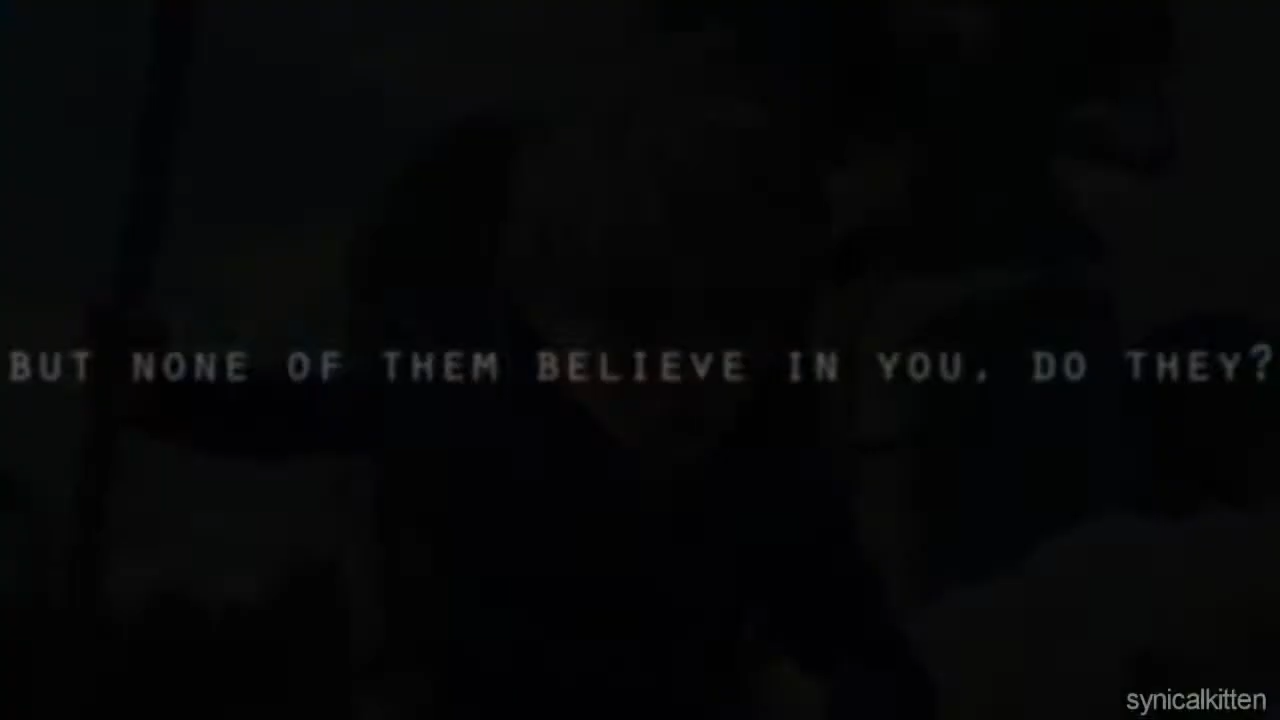 BUT NONE OF THEM BELIEVE IN YOU, DO THEY?
synicalkitten